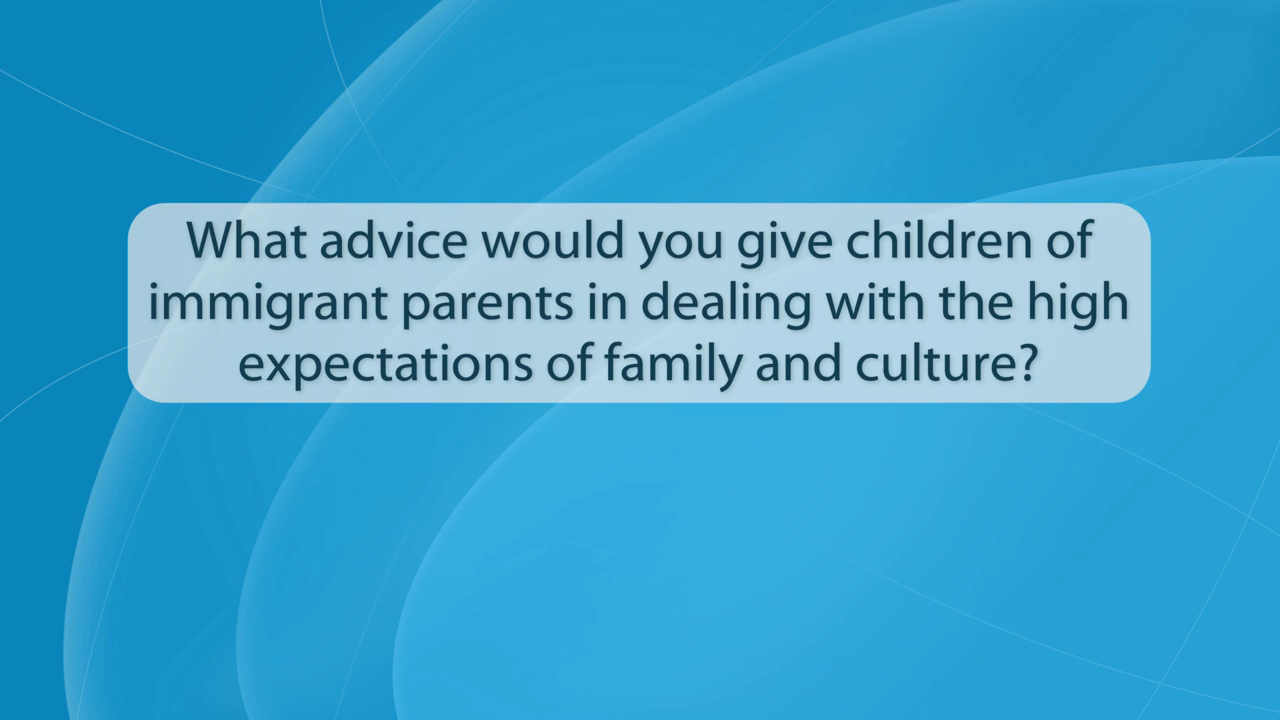 What advice would you give children of
immigrant parents in dealing with the high
expectations of family and culture?